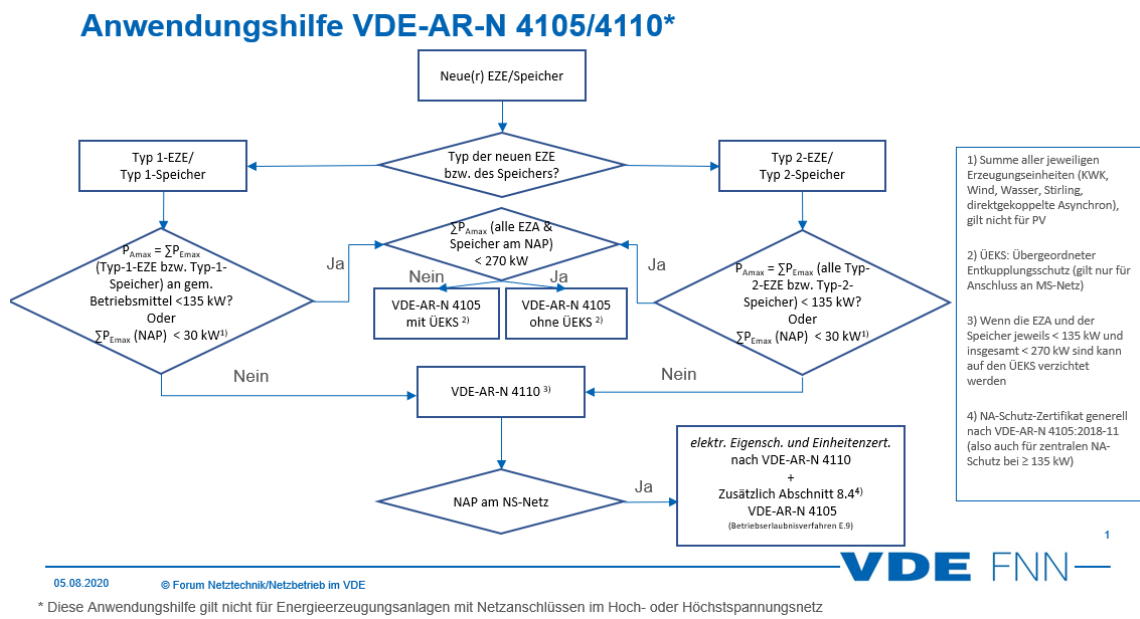 Anwendungshilfe VDE-AR-N 4105/4110*
Neue(r) EZE/Speicher
Typ 1-EZE/
Typ 1-Speicher
Typ der neuen EZE
bzw. des Speichers?
Typ 2-EZE/
Typ 2-Speicher
P_Amax = ∑P_Emax
(Typ-1-EZE bzw. Typ-1-
Speicher) an gem.
Betriebsmittel <135 kW?
Oder
∑P_Emax (NAP) < 30 kW¹⁾
Ja
∑P_Amax (alle EZA &
Speicher am NAP)
< 270 kW
Ja
Nein
Ja
VDE-AR-N 4105
mit ÜEKS ²⁾
VDE-AR-N 4105
ohne ÜEKS ²⁾
P_Amax = ∑P_Emax (alle Typ-
2-EZE bzw. Typ-2-
Speicher) < 135 kW?
Oder
∑P_Emax (NAP) < 30 kW¹⁾
Nein
Nein
VDE-AR-N 4110 ³⁾
NAP am NS-Netz
Ja
elektr. Eigensch. und Einheitenzert.
nach VDE-AR-N 4110
+
Zusätzlich Abschnitt 8.4⁴⁾
VDE-AR-N 4105
(Betriebserlaubnisverfahren E.9)
1) Summe aller jeweiligen
Erzeugungseinheiten (KWK,
Wind, Wasser, Stirling,
direktgekoppelte Asynchron),
gilt nicht für PV
2) ÜEKS: Übergeordneter
Entkupplungsschutz (gilt nur für
Anschluss an MS-Netz)
3) Wenn die EZA und der
Speicher jeweils < 135 kW und
insgesamt < 270 kW sind kann
auf den ÜEKS verzichtet
werden
4) NA-Schutz-Zertifikat generell
nach VDE-AR-N 4105:2018-11
(also auch für zentralen NA-
Schutz bei ≥ 135 kW)
1
VDE FNN
05.08.2020
© Forum Netztechnik/Netzbetrieb im VDE
* Diese Anwendungshilfe gilt nicht für Energieerzeugungsanlagen mit Netzanschlüssen im Hoch- oder Höchstspannungsnetz